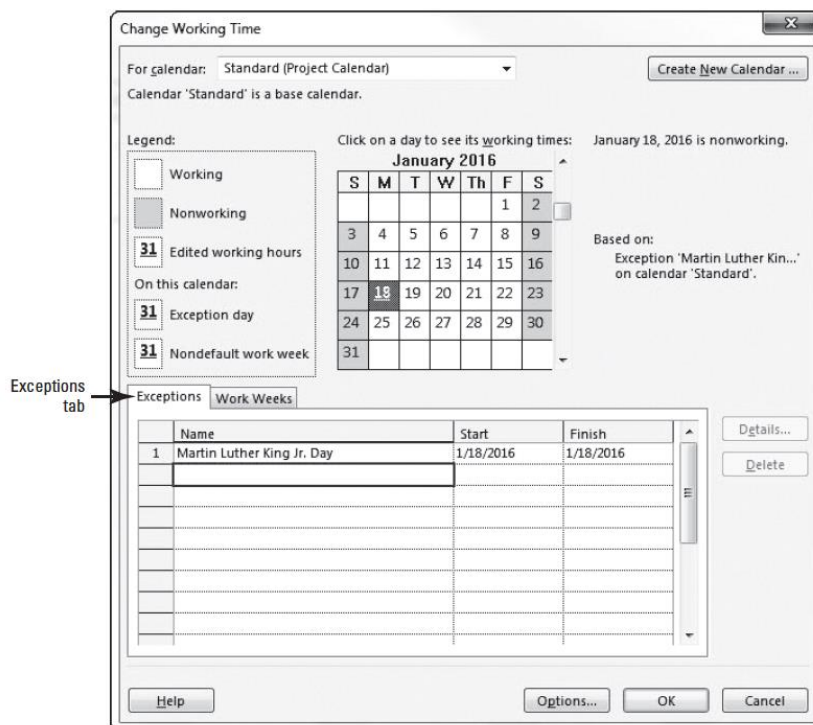 Change Working Time
x
For calendar: Standard (Project Calendar)
Create New Calendar ...
Calendar 'Standard' is a base calendar.
Legend:
Working
Nonworking
31 Edited working hours
On this calendar:
31 Exception day
31 Nondefault work week
Click on a day to see its working times:
January 2016
S M T W Th F S
1 2
3 4 5 6 7 8 9
10 11 12 13 14 15 16
17 18 19 20 21 22 23
24 25 26 27 28 29 30
31
January 18, 2016 is nonworking.
Based on:
Exception 'Martin Luther Kin...'
on calendar 'Standard'.
Exceptions
tab
Exceptions Work Weeks
Name Start Finish
1 Martin Luther King Jr. Day 1/18/2016 1/18/2016
Details...
Delete
Help
Options...
OK
Cancel